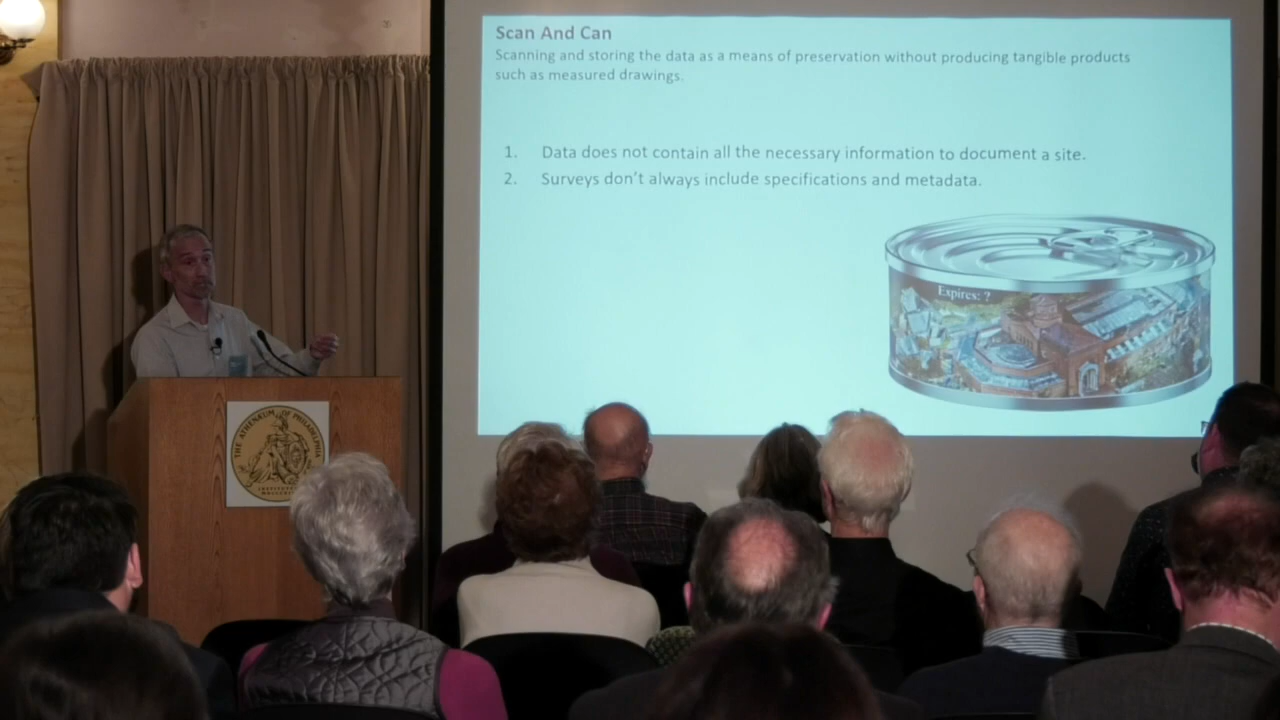 Scan And Can
Scanning and storing the data as a means of preservation without producing tangible products
such as measured drawings.
1. Data does not contain all the necessary information to document a site.
2. Surveys don't always include specifications and metadata.
Expires: ?
THE ATHENÆUM OF PHILADELPHIA